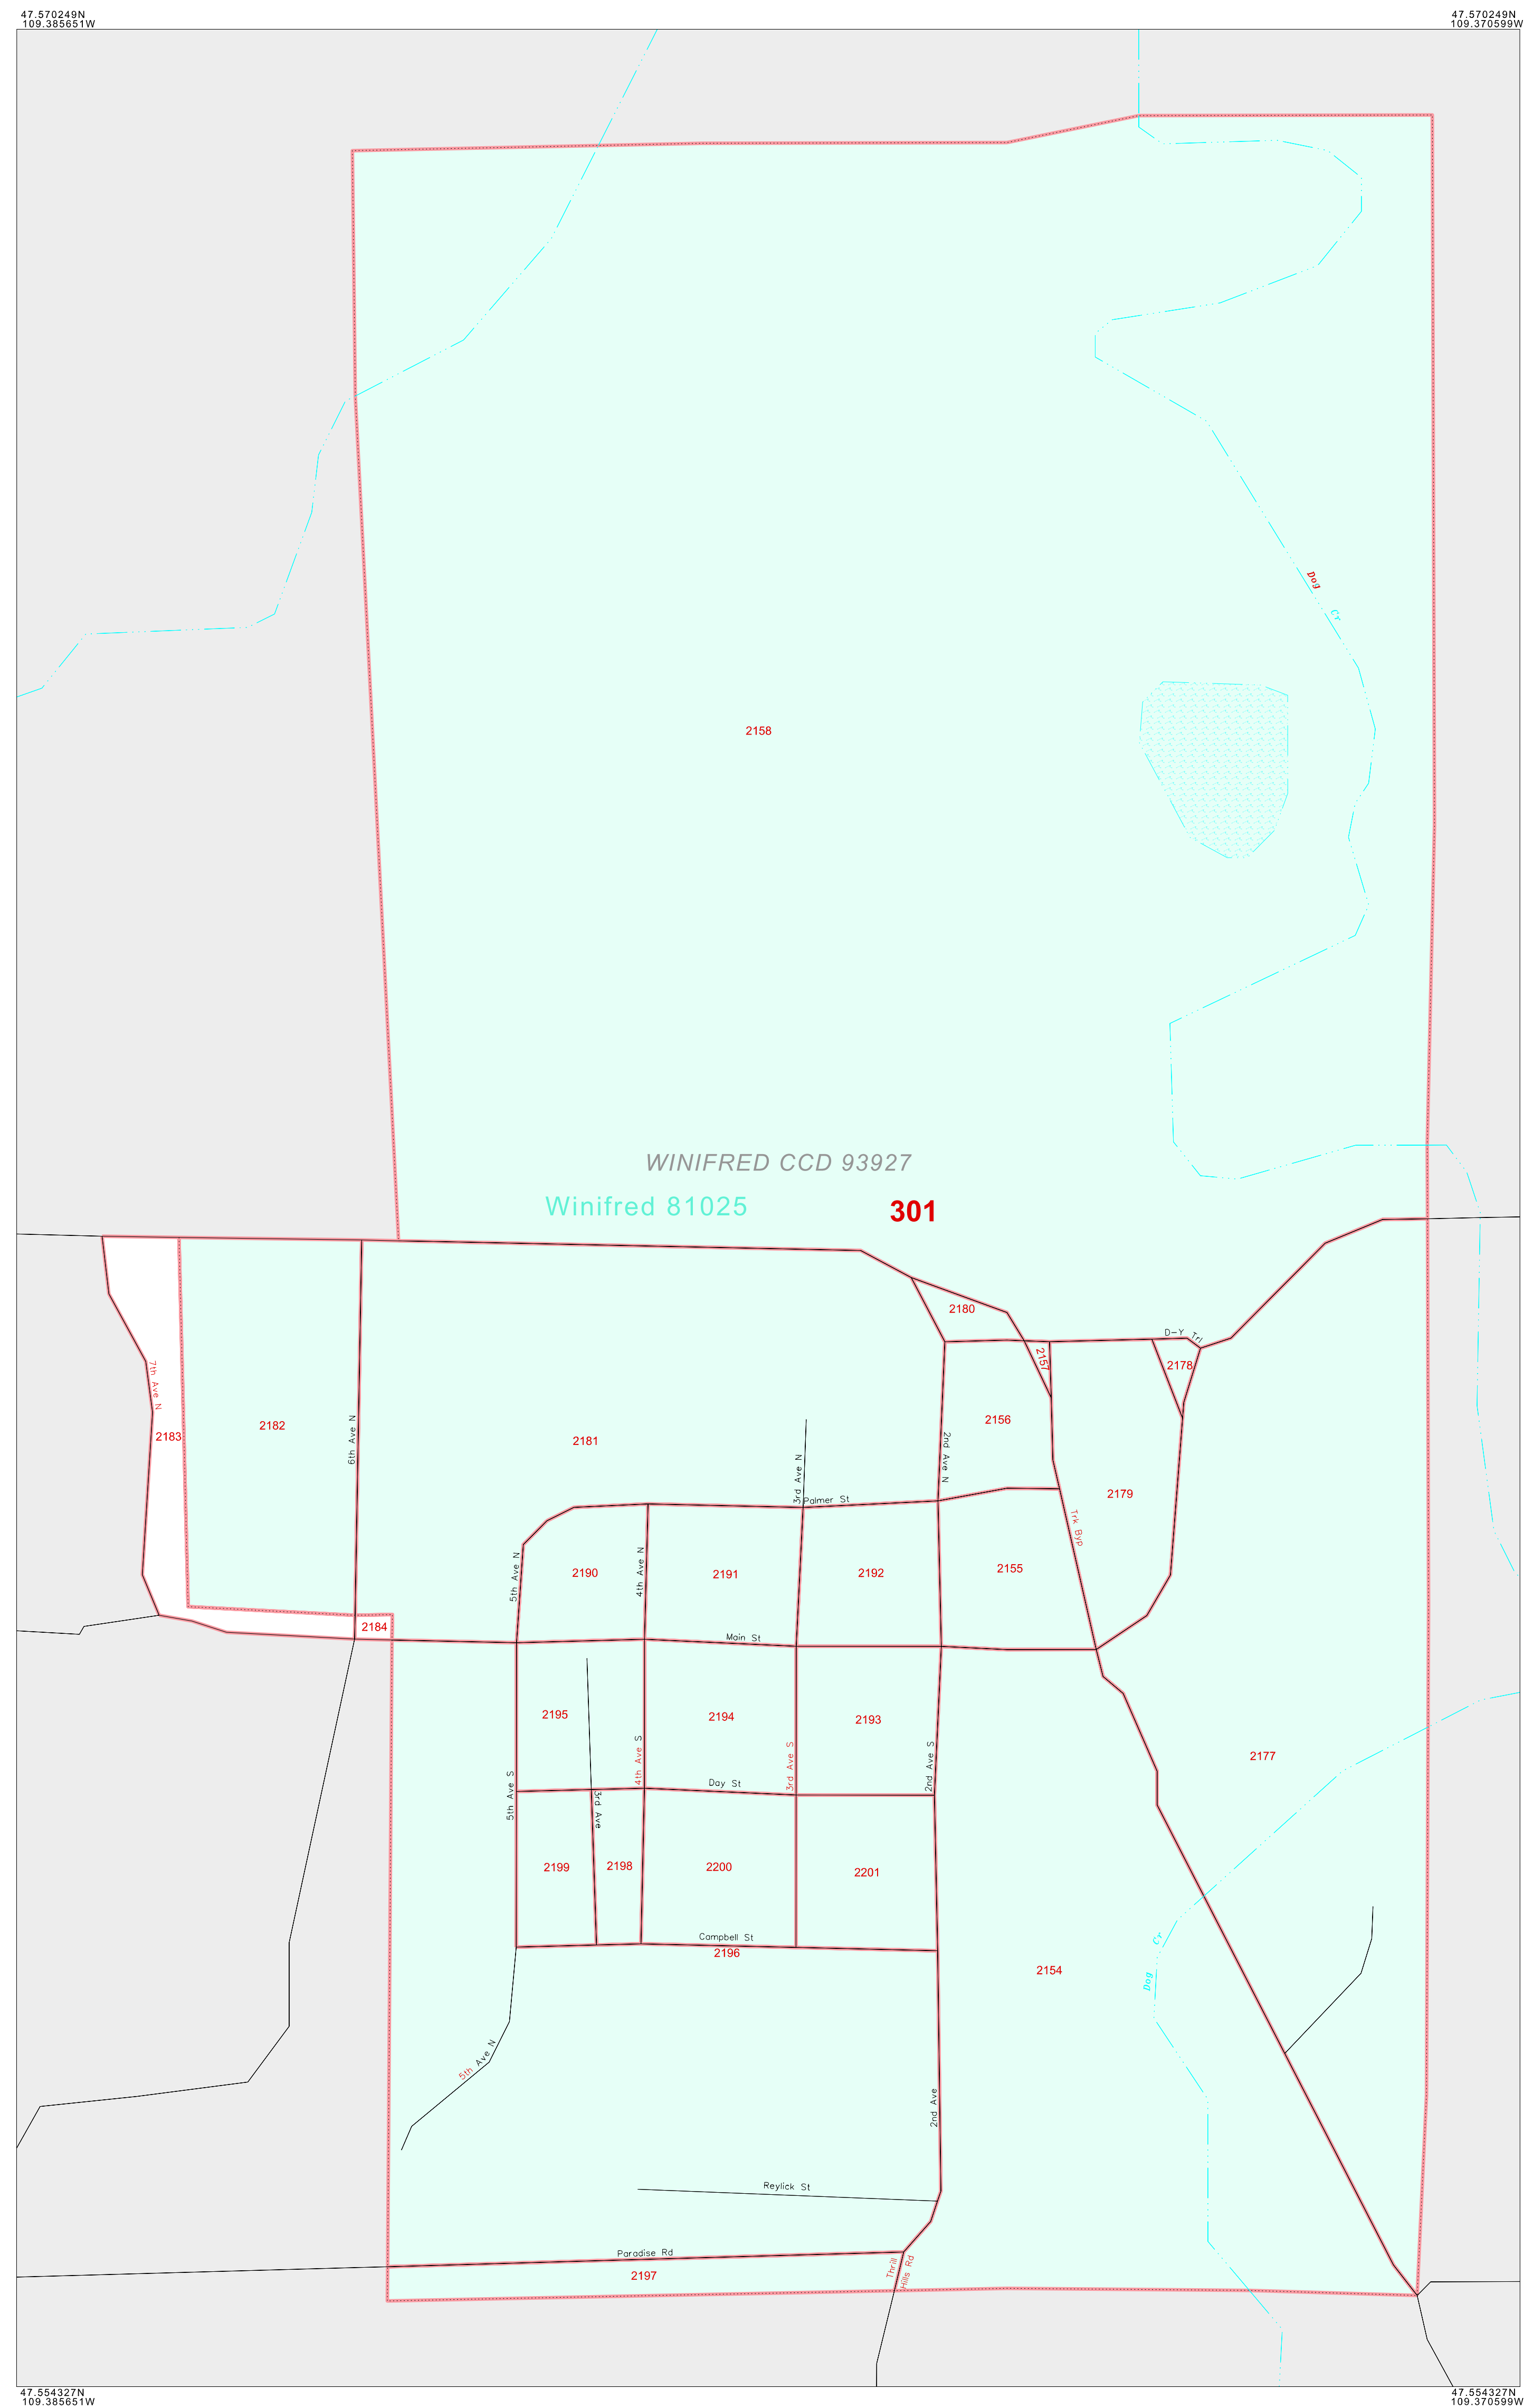 47.570249N
109.385651W
47.570249N
109.370599W
Dog
Cr
2158
WINIFRED CCD 93927
Winifred 81025
301
2180
D-Y Trl
2157
2178
7th Ave N
2183
2182
6th Ave N
2181
2156
2nd Ave N
3rd Ave N
Palmer St
2179
Trk Byp
5th Ave N
2190
4th Ave N
2191
2192
2155
2184
Main St
2195
2194
2193
4th Ave S
3rd Ave S
2nd Ave S
2177
5th Ave S
Day St
3rd Ave
2199
2198
2200
2201
Campbell St
2196
2154
Dog
Cr
5th Ave N
2nd Ave
Reylick St
Paradise Rd
Thrill
Hills Rd
2197
47.554327N
109.385651W
47.554327N
109.370599W